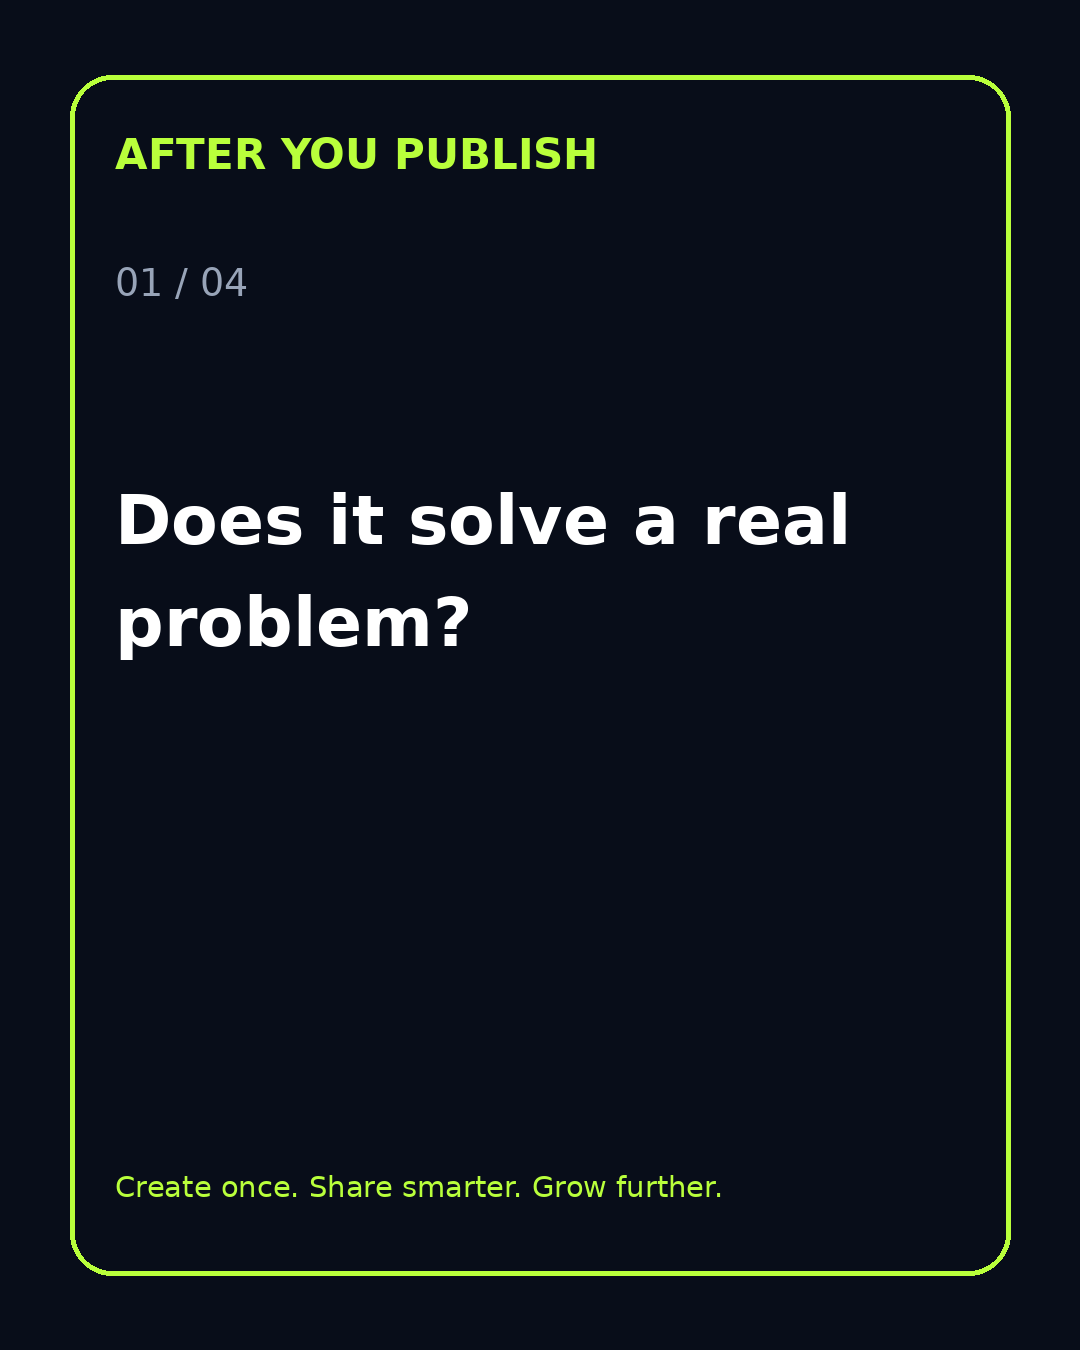 AFTER YOU PUBLISH
01 / 04
Does it solve a real
problem?
Create once. Share smarter. Grow further.